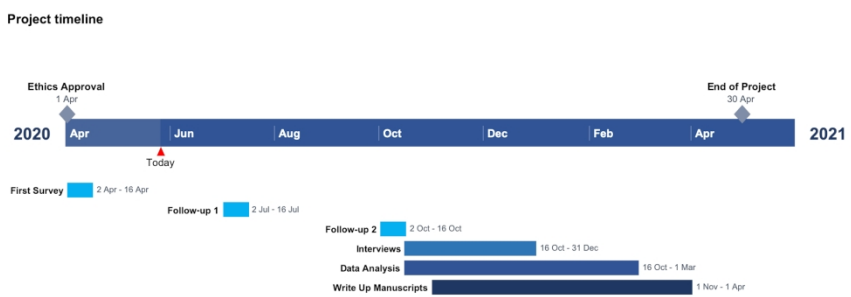 Project timeline
Ethics Approval
1 Apr
End of Project
30 Apr
2020 Apr Jun Aug Oct Dec Feb Apr 2021
Today
First Survey 2 Apr - 16 Apr
Follow-up 1 2 Jul - 16 Jul
Follow-up 2 2 Oct - 16 Oct
Interviews 16 Oct - 31 Dec
Data Analysis 16 Oct - 1 Mar
Write Up Manuscripts 1 Nov - 1 Apr